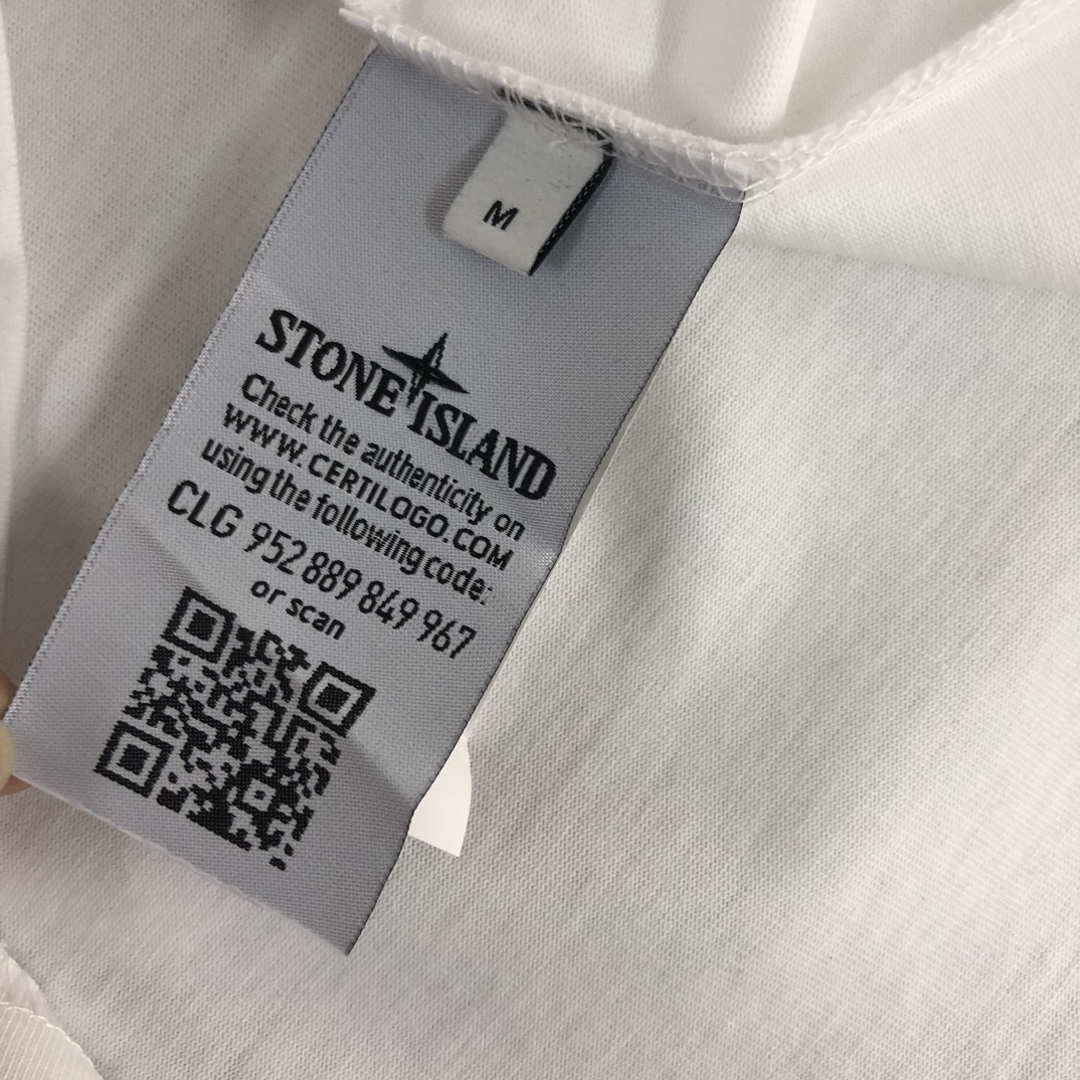 M
STONE ISLAND
Check the authenticity on
WWW.CERTILOGO.COM
using the following code:
CLG 952 889 849 967
or scan